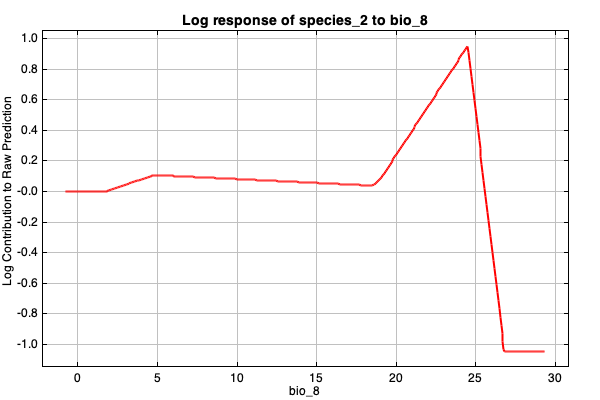 Log response of species_2 to bio_8
Log Contribution to Raw Prediction
1.0
0.8
0.6
0.4
0.2
-0.0
-0.2
-0.4
-0.6
-0.8
-1.0
0 5 10 15 20 25 30
bio_8